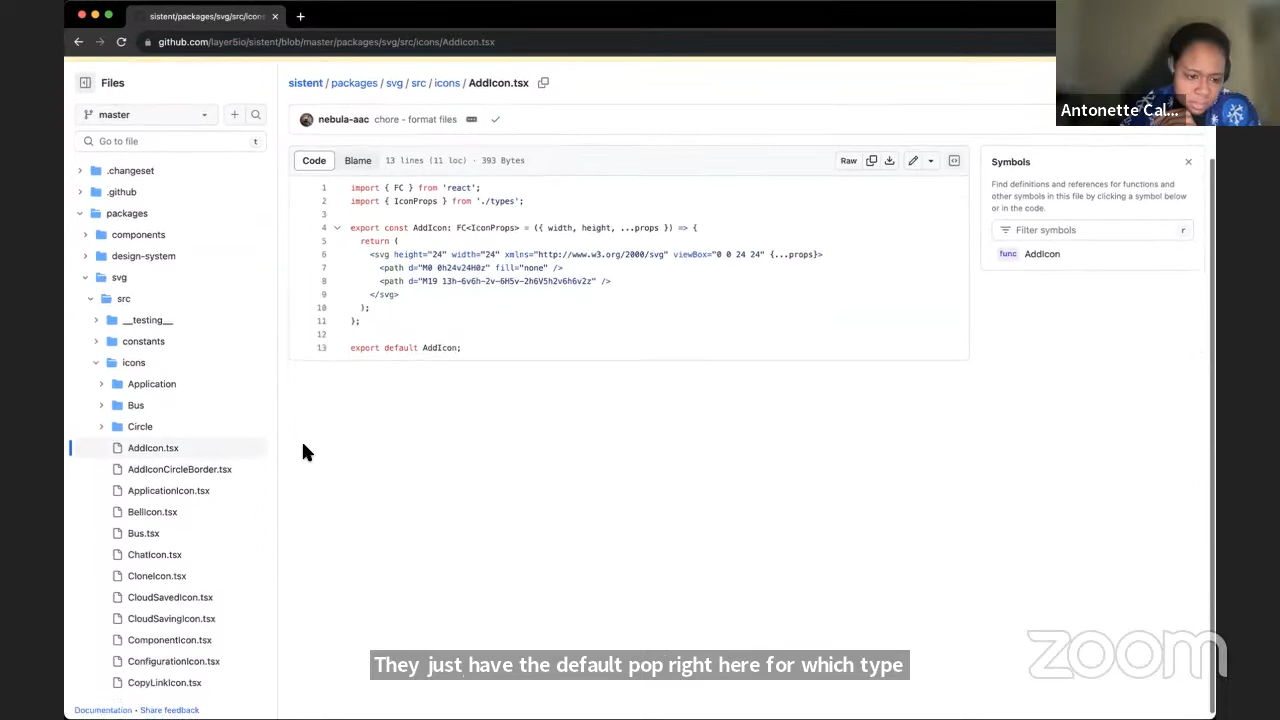 sistent/packages/svg/src/icons
github.com/layer5io/sistent/blob/master/packages/svg/src/icons/AddIcon.tsx
Antonette Cal...
Files
master
Go to file
t
.changeset
.github
packages
components
design-system
svg
src
__testing__
constants
icons
Application
Bus
Circle
AddIcon.tsx
AddIconCircleBorder.tsx
ApplicationIcon.tsx
BellIcon.tsx
Bus.tsx
ChatIcon.tsx
CloneIcon.tsx
CloudSavedIcon.tsx
CloudSavingIcon.tsx
ComponentIcon.tsx
ConfigurationIcon.tsx
CopyLinkIcon.tsx
Documentation • Share feedback
sistent / packages / svg / src / icons / AddIcon.tsx
nebula-aac chore - format files
Code Blame 13 lines (11 loc) · 393 Bytes
Raw
1 import { FC } from 'react';
2 import { IconProps } from './types';
3
4 export const AddIcon: FC<IconProps> = ({ width, height, ...props }) => {
5 return (
6 <svg height="24" width="24" xmlns="http://www.w3.org/2000/svg" viewBox="0 0 24 24" {...props}>
7 <path d="M0 0h24v24H0z" fill="none" />
8 <path d="M19 13h-6v6h-2v-6H5v-2h6V5h2v6h6v2z" />
9 </svg>
10 );
11 };
12
13 export default AddIcon;
Symbols
Find definitions and references for functions and
other symbols in this file by clicking a symbol below
or in the code.
Filter symbols
r
func AddIcon
They just have the default pop right here for which type
zoom